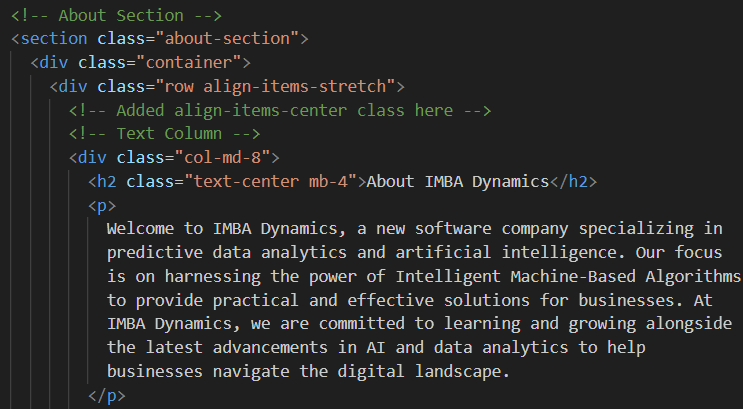 <!-- About Section -->
<section class="about-section">
<div class="container">
<div class="row align-items-stretch">
<!-- Added align-items-center class here -->
<!-- Text Column -->
<div class="col-md-8">
<h2 class="text-center mb-4">About IMBA Dynamics</h2>
<p>
Welcome to IMBA Dynamics, a new software company specializing in
predictive data analytics and artificial intelligence. Our focus
is on harnessing the power of Intelligent Machine-Based Algorithms
to provide practical and effective solutions for businesses. At
IMBA Dynamics, we are committed to learning and growing alongside
the latest advancements in AI and data analytics to help
businesses navigate the digital landscape.
</p>